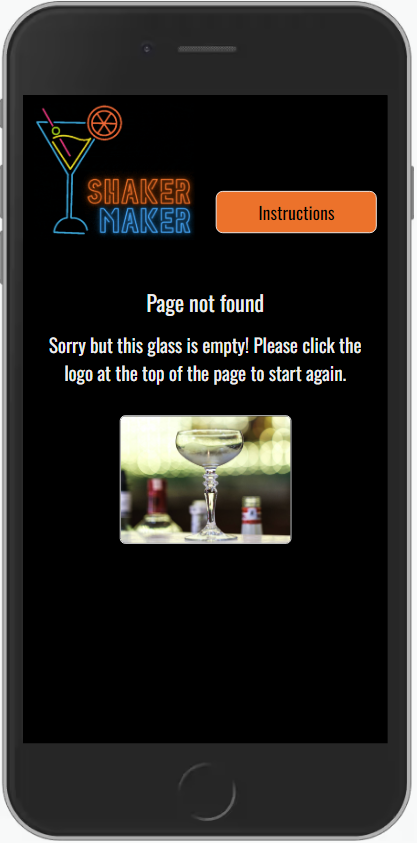 SHAKER
MAKER
Instructions
Page not found
Sorry but this glass is empty! Please click the
logo at the top of the page to start again.